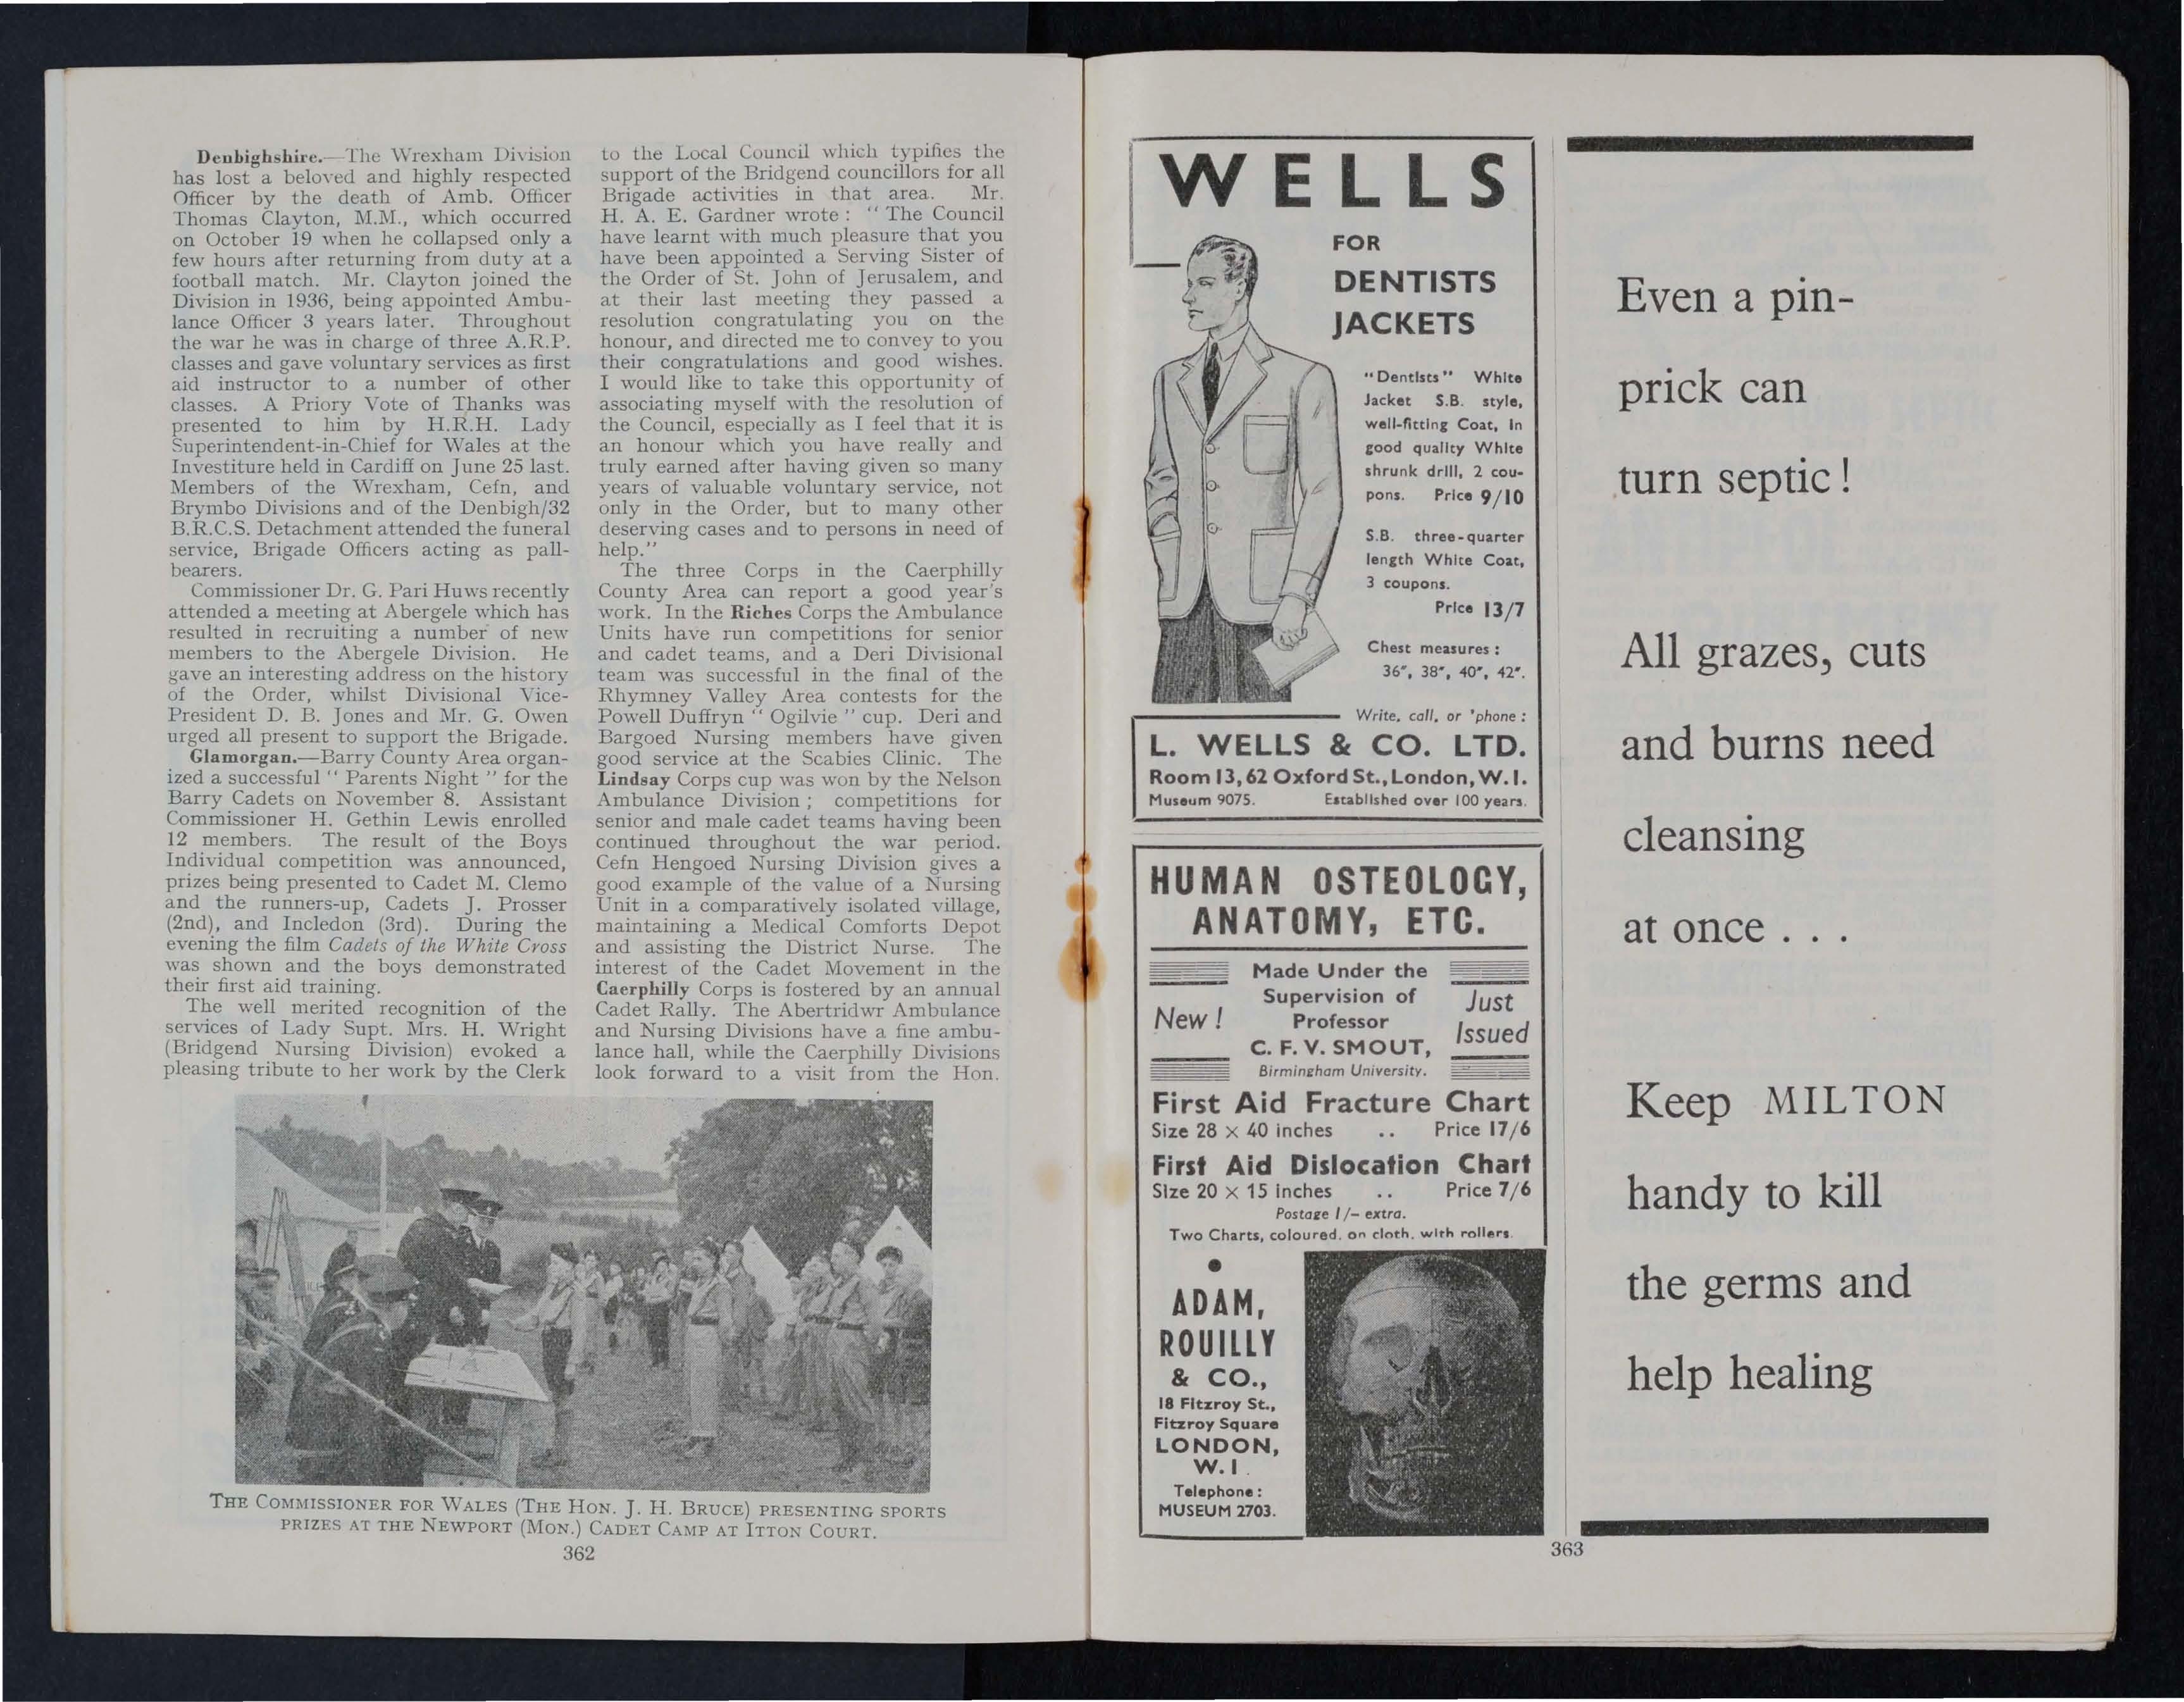 Denbighshire.—The Wrexham Division
has lost a beloved and highly respected
Officer by the death of Amb. Officer
Thomas Clayton, M.M., which occurred
on October 19 when he collapsed only a
few hours after returning from duty at a
football match. Mr. Clayton joined the
Division in 1936, being appointed Ambu-
lance Officer 3 years later. Throughout
the war he was in charge of three A.R.P.
classes and gave voluntary services as first
aid instructor to a number of other
classes. A Priory Vote of Thanks was
presented to him by H.R.H. Lady
Superintendent-in-Chief for Wales at the
Investiture held in Cardiff on June 25 last.
Members of the Wrexham, Cefn, and
Brymbo Divisions and of the Denbigh/32
B.R.C.S. Detachment attended the funeral
service, Brigade Officers acting as pall-
bearers.
Commissioner Dr. G. Pari Huws recently
attended a meeting at Abergele which has
resulted in recruiting a number of new
members to the Abergele Division. He
gave an interesting address on the history
of the Order, whilst Divisional Vice-
President D. B. Jones and Mr. G. Owen
urged all present to support the Brigade.
Glamorgan.—Barry County Area organ-
ized a successful " Parents Night " for the
Barry Cadets on November 8. Assistant
Commissioner H. Gethin Lewis enrolled
12 members. The result of the Boys
Individual competition was announced,
prizes being presented to Cadet M. Clemo
and the runners-up, Cadets J. Prosser
(2nd), and Incledon (3rd). During the
evening the film Cadets of the White Cross
was shown and the boys demonstrated
their first aid training.
The well merited recognition of the
services of Lady Supt. Mrs. H. Wright
(Bridgend Nursing Division) evoked a
pleasing tribute to her work by the Clerk
to the Local Council which typifies the
support of the Bridgend councillors for all
Brigade activities in that area. Mr.
H. A. E. Gardner wrote : " The Council
have learnt with much pleasure that you
have been appointed a Serving Sister of
the Order of St. John of Jerusalem, and
at their last meeting they passed a
resolution congratulating you on the
honour, and directed me to convey to you
their congratulations and good wishes.
I would like to take this opportunity of
associating myself with the resolution of
the Council, especially as I feel that it is
an honour which you have really and
truly earned after having given so many
years of valuable voluntary service, not
only in the Order, but to many other
deserving cases and to persons in need of
help."
The three Corps in the Caerphilly
County Area can report a good year's
work. In the Riches Corps the Ambulance
Units have run competitions for senior
and cadet teams, and a Deri Divisional
team was successful in the final of the
Rhymney Valley Area contests for the
Powell Duffryn " Ogilvie " cup. Deri and
Bargoed Nursing members have given
good service at the Scabies Clinic. The
Lindsay Corps cup was won by the Nelson
Ambulance Division ; competitions for
senior and male cadet teams having been
continued throughout the war period.
Cefn Hengoed Nursing Division gives a
good example of the value of a Nursing
Unit in a comparatively isolated village,
maintaining a Medical Comforts Depot
and assisting the District Nurse. The
interest of the Cadet Movement in the
Caerphilly Corps is fostered by an annual
Cadet Rally. The Abertridwr Ambulance
and Nursing Divisions have a fine ambu-
lance hall, while the Caerphilly Divisions
look forward to a visit from the Hon.
THE COMMISSIONER FOR WALES (THE HON. J. H. BRUCE) PRESENTING SPORTS
PRIZES AT THE NEWPORT (MON.) CADET CAMP AT ITTON COURT.
362
WELLS
FOR
DENTISTS
JACKETS
"Dentists" White
Jacket S.B. style,
well-fitting Coat, in
good quality White
shrunk drill, 2 cou-
pons. Price 9/10
S.B. three-quarter
length White Coat,
3 coupons.
Price 13/7
Chest measures :
36", 38", 40", 42".
Write, call, or 'phone :
L. WELLS & CO. LTD.
Room 13, 62 Oxford St., London, W.I.
Museum 9075. Established over 100 years.
HUMAN OSTEOLOGY,
ANATOMY, ETC.
New !
Made Under the
Supervision of
Professor
C. F. V. SMOUT,
Birmingham University.
Just
Issued
First Aid Fracture Chart
Size 28 × 40 inches .. Price 17/6
First Aid Dislocation Chart
Size 20 × 15 inches .. Price 7/6
Postage 1/- extra.
Two Charts, coloured, on cloth, with rollers.
ADAM,
ROUILLY
& CO.,
18 Fitzroy St.,
Fitzroy Square
LONDON,
W.I.
Telephone :
MUSEUM 2703.
Even a pin-
prick can
turn septic !
All grazes, cuts
and burns need
cleansing
at once . . .
Keep MILTON
handy to kill
the germs and
help healing
363